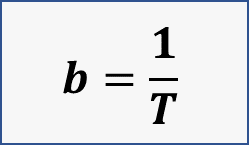 b = 1/T